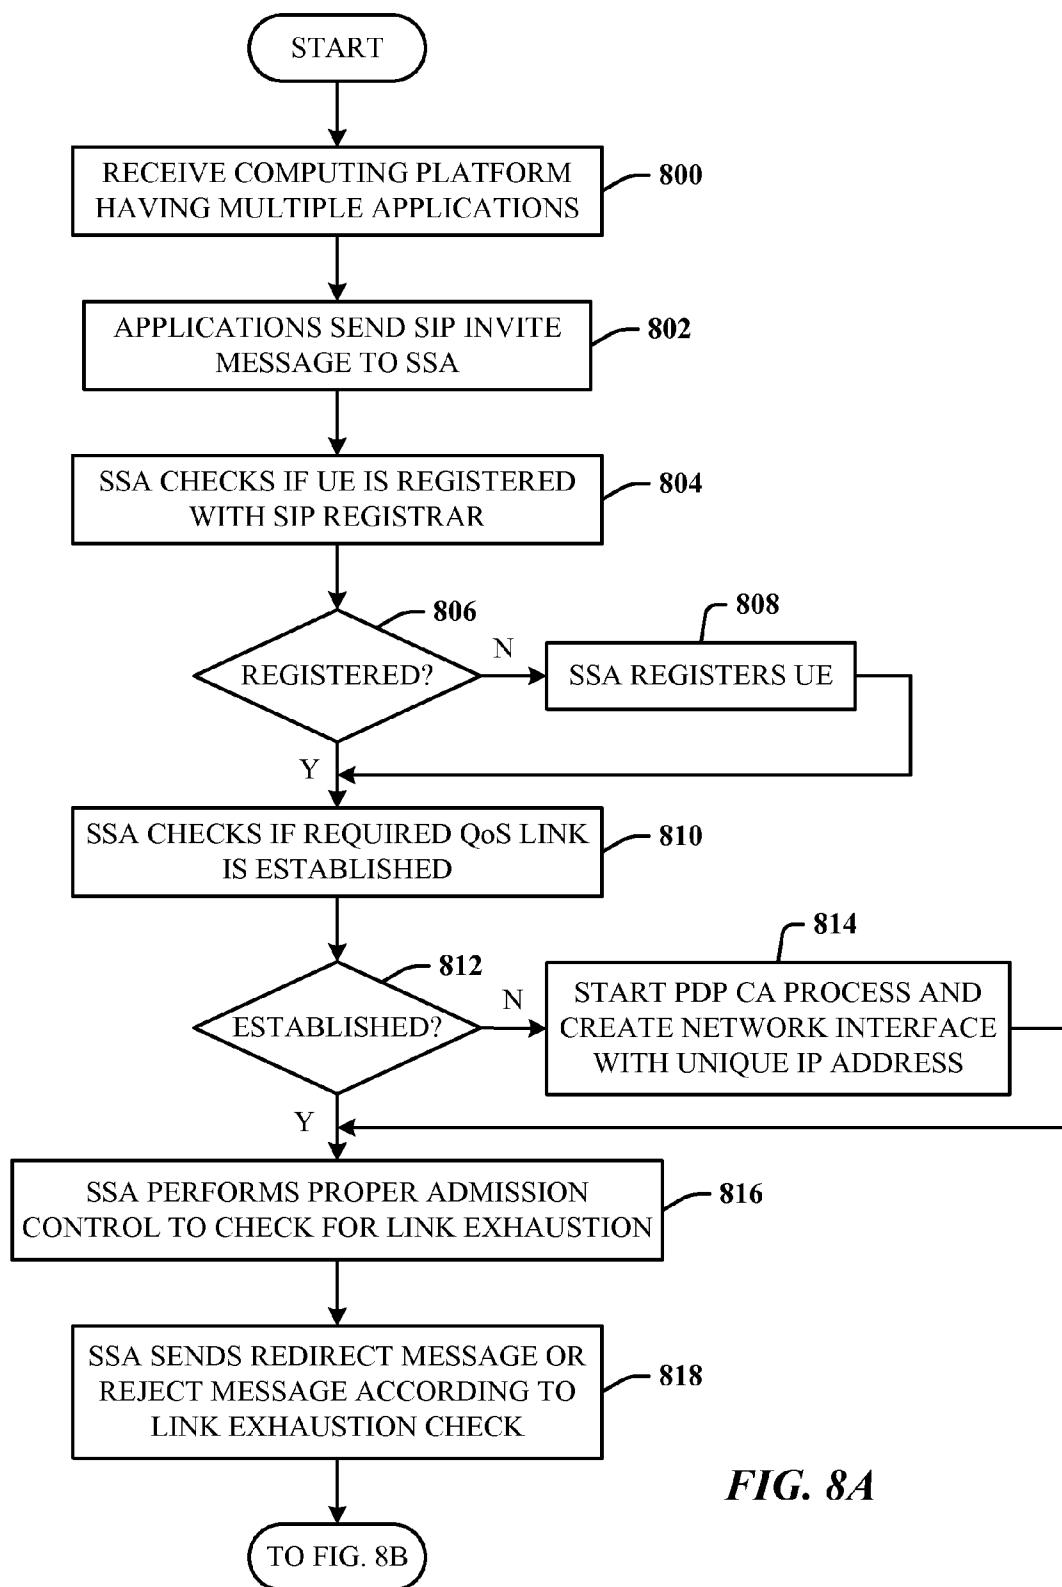 START
RECEIVE COMPUTING PLATFORM
HAVING MULTIPLE APPLICATIONS
800
APPLICATIONS SEND SIP INVITE
MESSAGE TO SSA
802
SSA CHECKS IF UE IS REGISTERED
WITH SIP REGISTRAR
804
REGISTERED?
806
N
SSA REGISTERS UE
808
Y
SSA CHECKS IF REQUIRED QoS LINK
IS ESTABLISHED
810
ESTABLISHED?
812
N
START PDP CA PROCESS AND
CREATE NETWORK INTERFACE
WITH UNIQUE IP ADDRESS
814
Y
SSA PERFORMS PROPER ADMISSION
CONTROL TO CHECK FOR LINK EXHAUSTION
816
SSA SENDS REDIRECT MESSAGE OR
REJECT MESSAGE ACCORDING TO
LINK EXHAUSTION CHECK
818
TO FIG. 8B
FIG. 8A